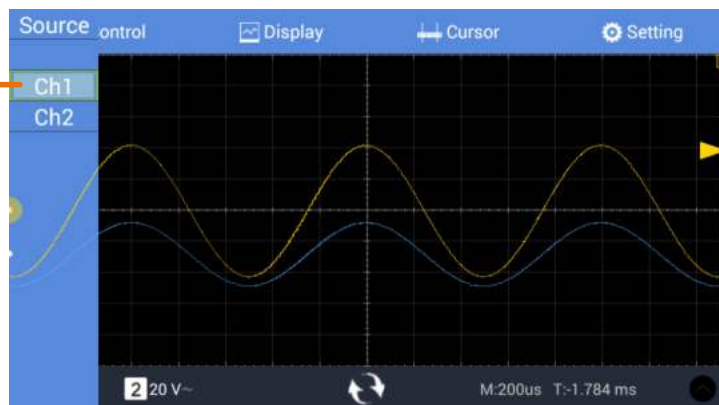 Source
ontrol
Display
Cursor
Setting
Ch1
Ch2
2 20 V~
M:200us T:-1.784 ms